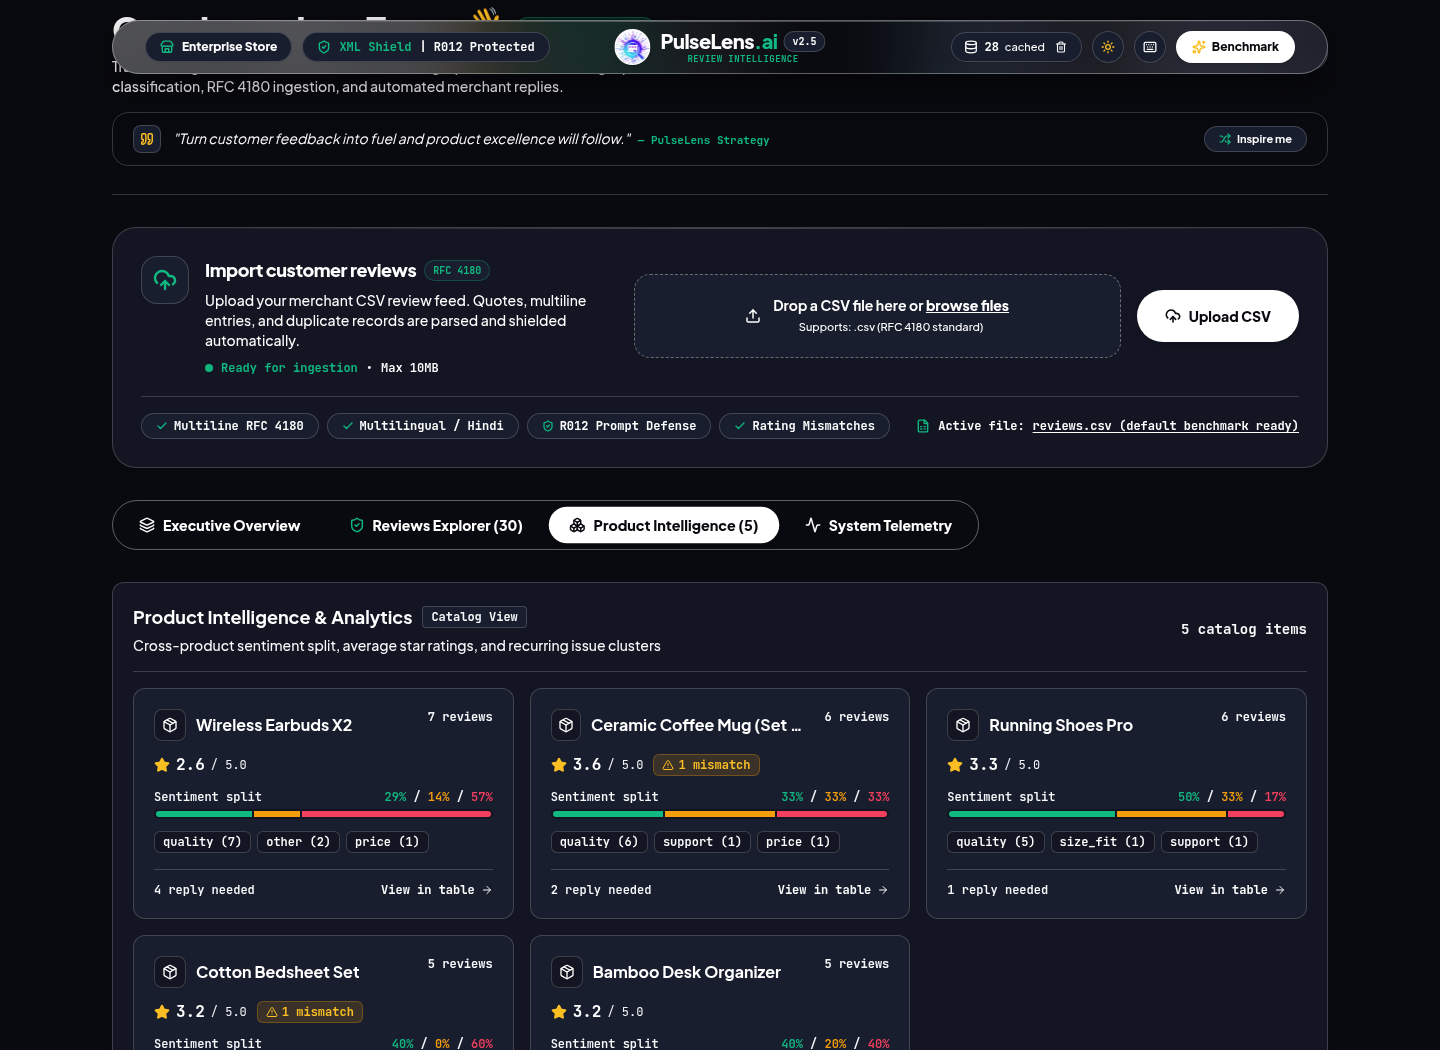 Enterprise Store
XML Shield | R012 Protected
PulseLens.ai v2.5
REVIEW INTELLIGENCE
28 cached
Benchmark
classification, RFC 4180 ingestion, and automated merchant replies.
"Turn customer feedback into fuel and product excellence will follow." — PulseLens Strategy
Inspire me
Import customer reviews RFC 4180
Upload your merchant CSV review feed. Quotes, multiline
entries, and duplicate records are parsed and shielded
automatically.
Ready for ingestion • Max 10MB
Drop a CSV file here or browse files
Supports: .csv (RFC 4180 standard)
Upload CSV
Multiline RFC 4180
Multilingual / Hindi
R012 Prompt Defense
Rating Mismatches
Active file: reviews.csv (default benchmark ready)
Executive Overview
Reviews Explorer (30)
Product Intelligence (5)
System Telemetry
Product Intelligence & Analytics Catalog View
Cross-product sentiment split, average star ratings, and recurring issue clusters
5 catalog items
Wireless Earbuds X2
7 reviews
2.6 / 5.0
Sentiment split 29% / 14% / 57%
quality (7) other (2) price (1)
4 reply needed View in table →
Ceramic Coffee Mug (Set …
6 reviews
3.6 / 5.0 1 mismatch
Sentiment split 33% / 33% / 33%
quality (6) support (1) price (1)
2 reply needed View in table →
Running Shoes Pro
6 reviews
3.3 / 5.0
Sentiment split 50% / 33% / 17%
quality (5) size_fit (1) support (1)
1 reply needed View in table →
Cotton Bedsheet Set
5 reviews
3.2 / 5.0 1 mismatch
Sentiment split 40% / 0% / 60%
Bamboo Desk Organizer
5 reviews
3.2 / 5.0
Sentiment split 40% / 20% / 40%